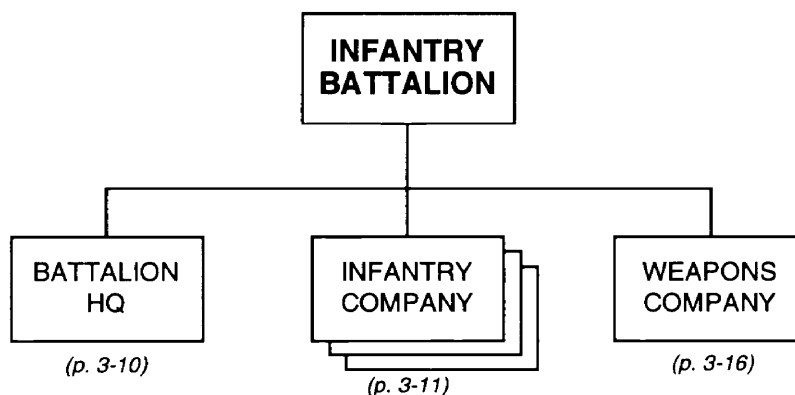 INFANTRY
BATTALION
BATTALION
HQ
(p. 3-10)
INFANTRY
COMPANY
(p. 3-11)
WEAPONS
COMPANY
(p. 3-16)